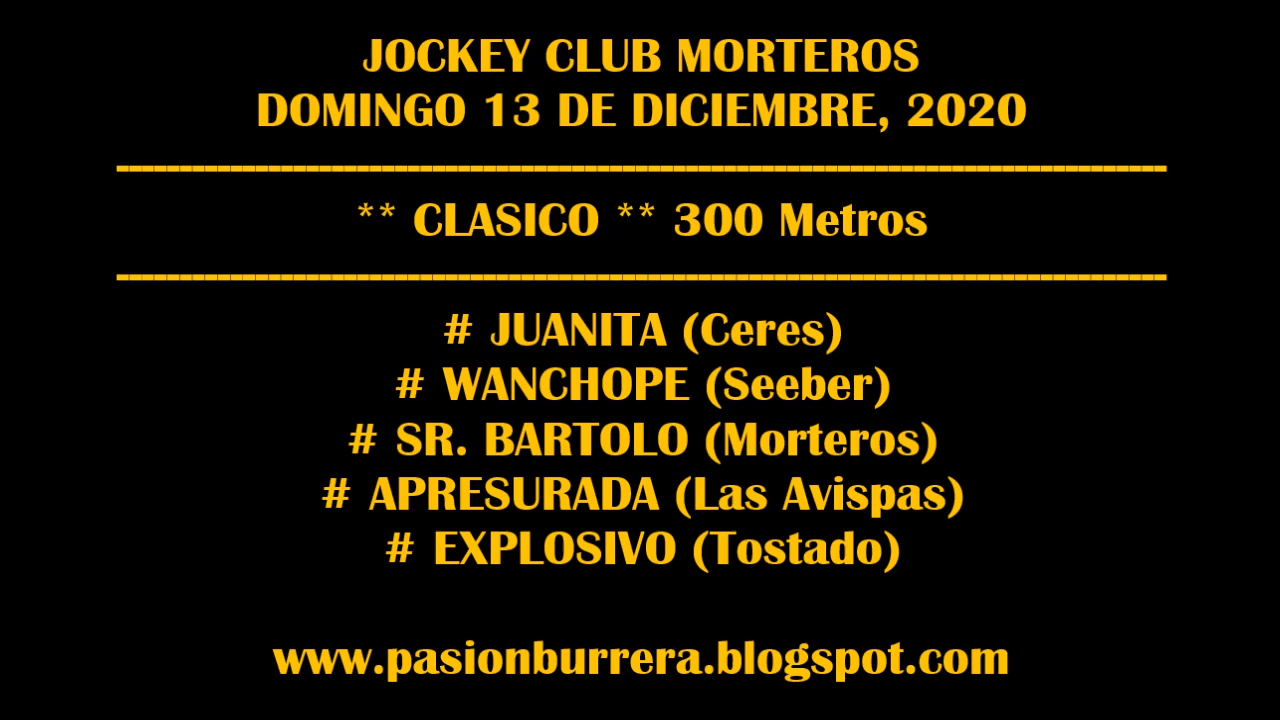 JOCKEY CLUB MORTEROS
DOMINGO 13 DE DICIEMBRE, 2020
** CLASICO ** 300 Metros
# JUANITA (Ceres)
# WANCHOPE (Seeber)
# SR. BARTOLO (Morteros)
# APRESURADA (Las Avispas)
# EXPLOSIVO (Tostado)
www.pasionburrera.blogspot.com